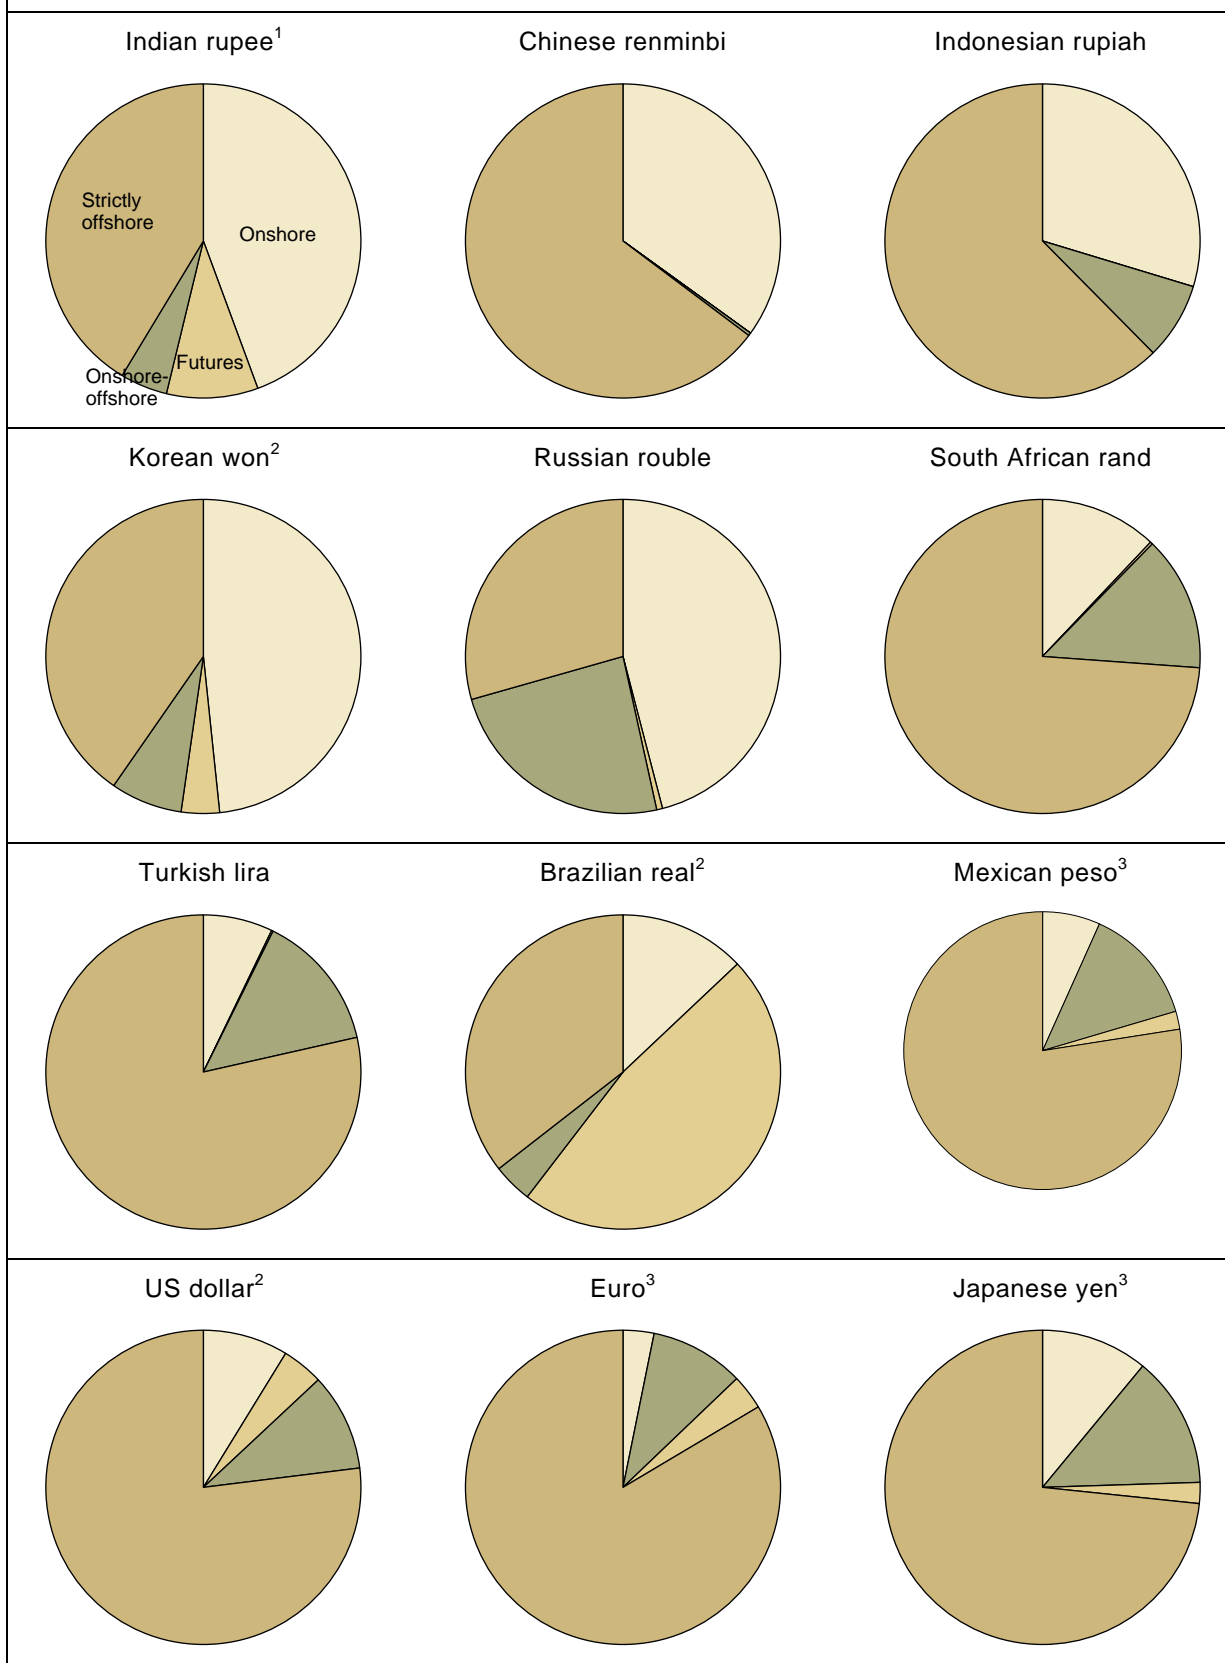 Indian rupee¹
Chinese renminbi
Indonesian rupiah
Strictly
offshore
Onshore
Futures
Onshore-
offshore
Korean won²
Russian rouble
South African rand
Turkish lira
Brazilian real²
Mexican peso³
US dollar²
Euro³
Japanese yen³